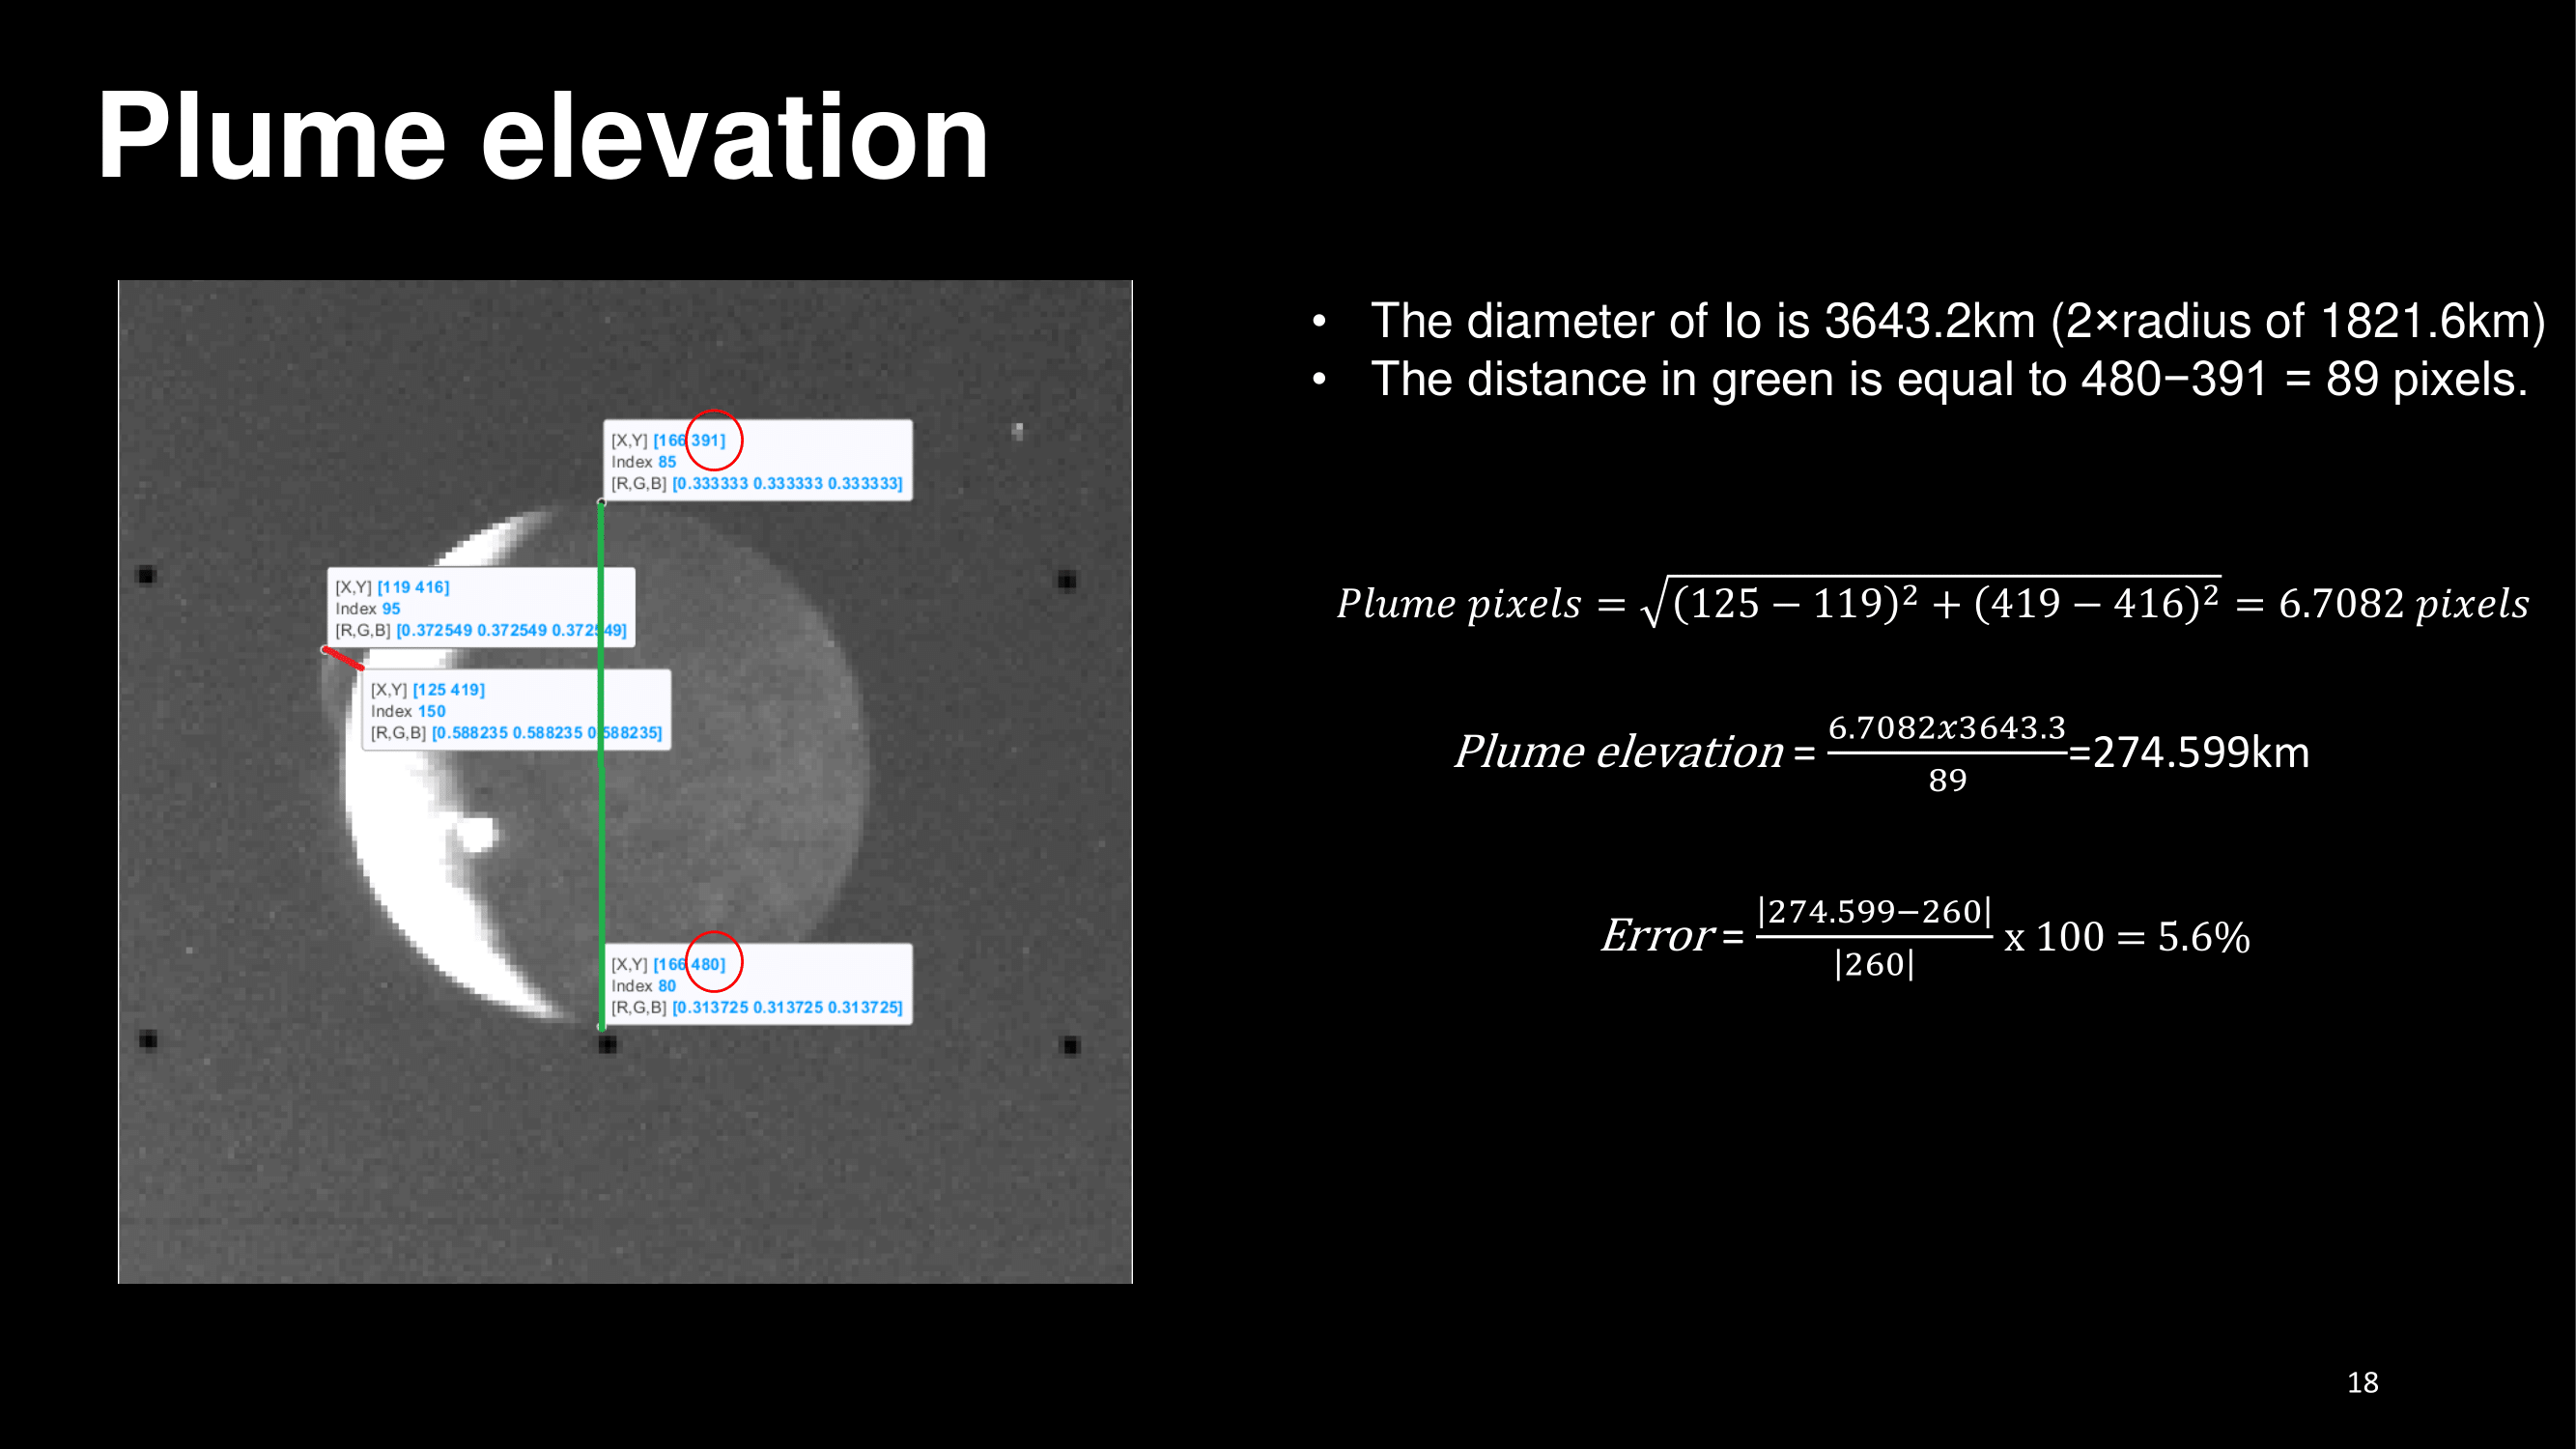 Plume elevation
• The diameter of Io is 3643.2km (2×radius of 1821.6km)
• The distance in green is equal to 480−391 = 89 pixels.
[X,Y] [166 391]
Index 85
[R,G,B] [0.333333 0.333333 0.333333]
[X,Y] [119 416]
Index 95
[R,G,B] [0.372549 0.372549 0.372549]
[X,Y] [125 419]
Index 150
[R,G,B] [0.588235 0.588235 0.588235]
[X,Y] [166 480]
Index 80
[R,G,B] [0.313725 0.313725 0.313725]
Plume pixels = √(125 − 119)² + (419 − 416)² = 6.7082 pixels
Plume elevation = 6.7082x3643.3/89=274.599km
Error = |274.599−260|/|260| x 100 = 5.6%
18